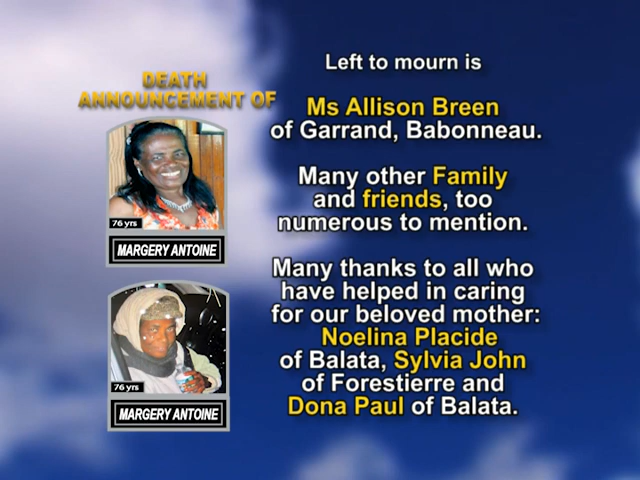 DEATH
ANNOUNCEMENT OF
76 yrs
MARGERY ANTOINE
76 yrs
MARGERY ANTOINE
Left to mourn is
Ms Allison Breen
of Garrand, Babonneau.
Many other Family
and friends, too
numerous to mention.
Many thanks to all who
have helped in caring
for our beloved mother:
Noelina Placide
of Balata, Sylvia John
of Forestierre and
Dona Paul of Balata.